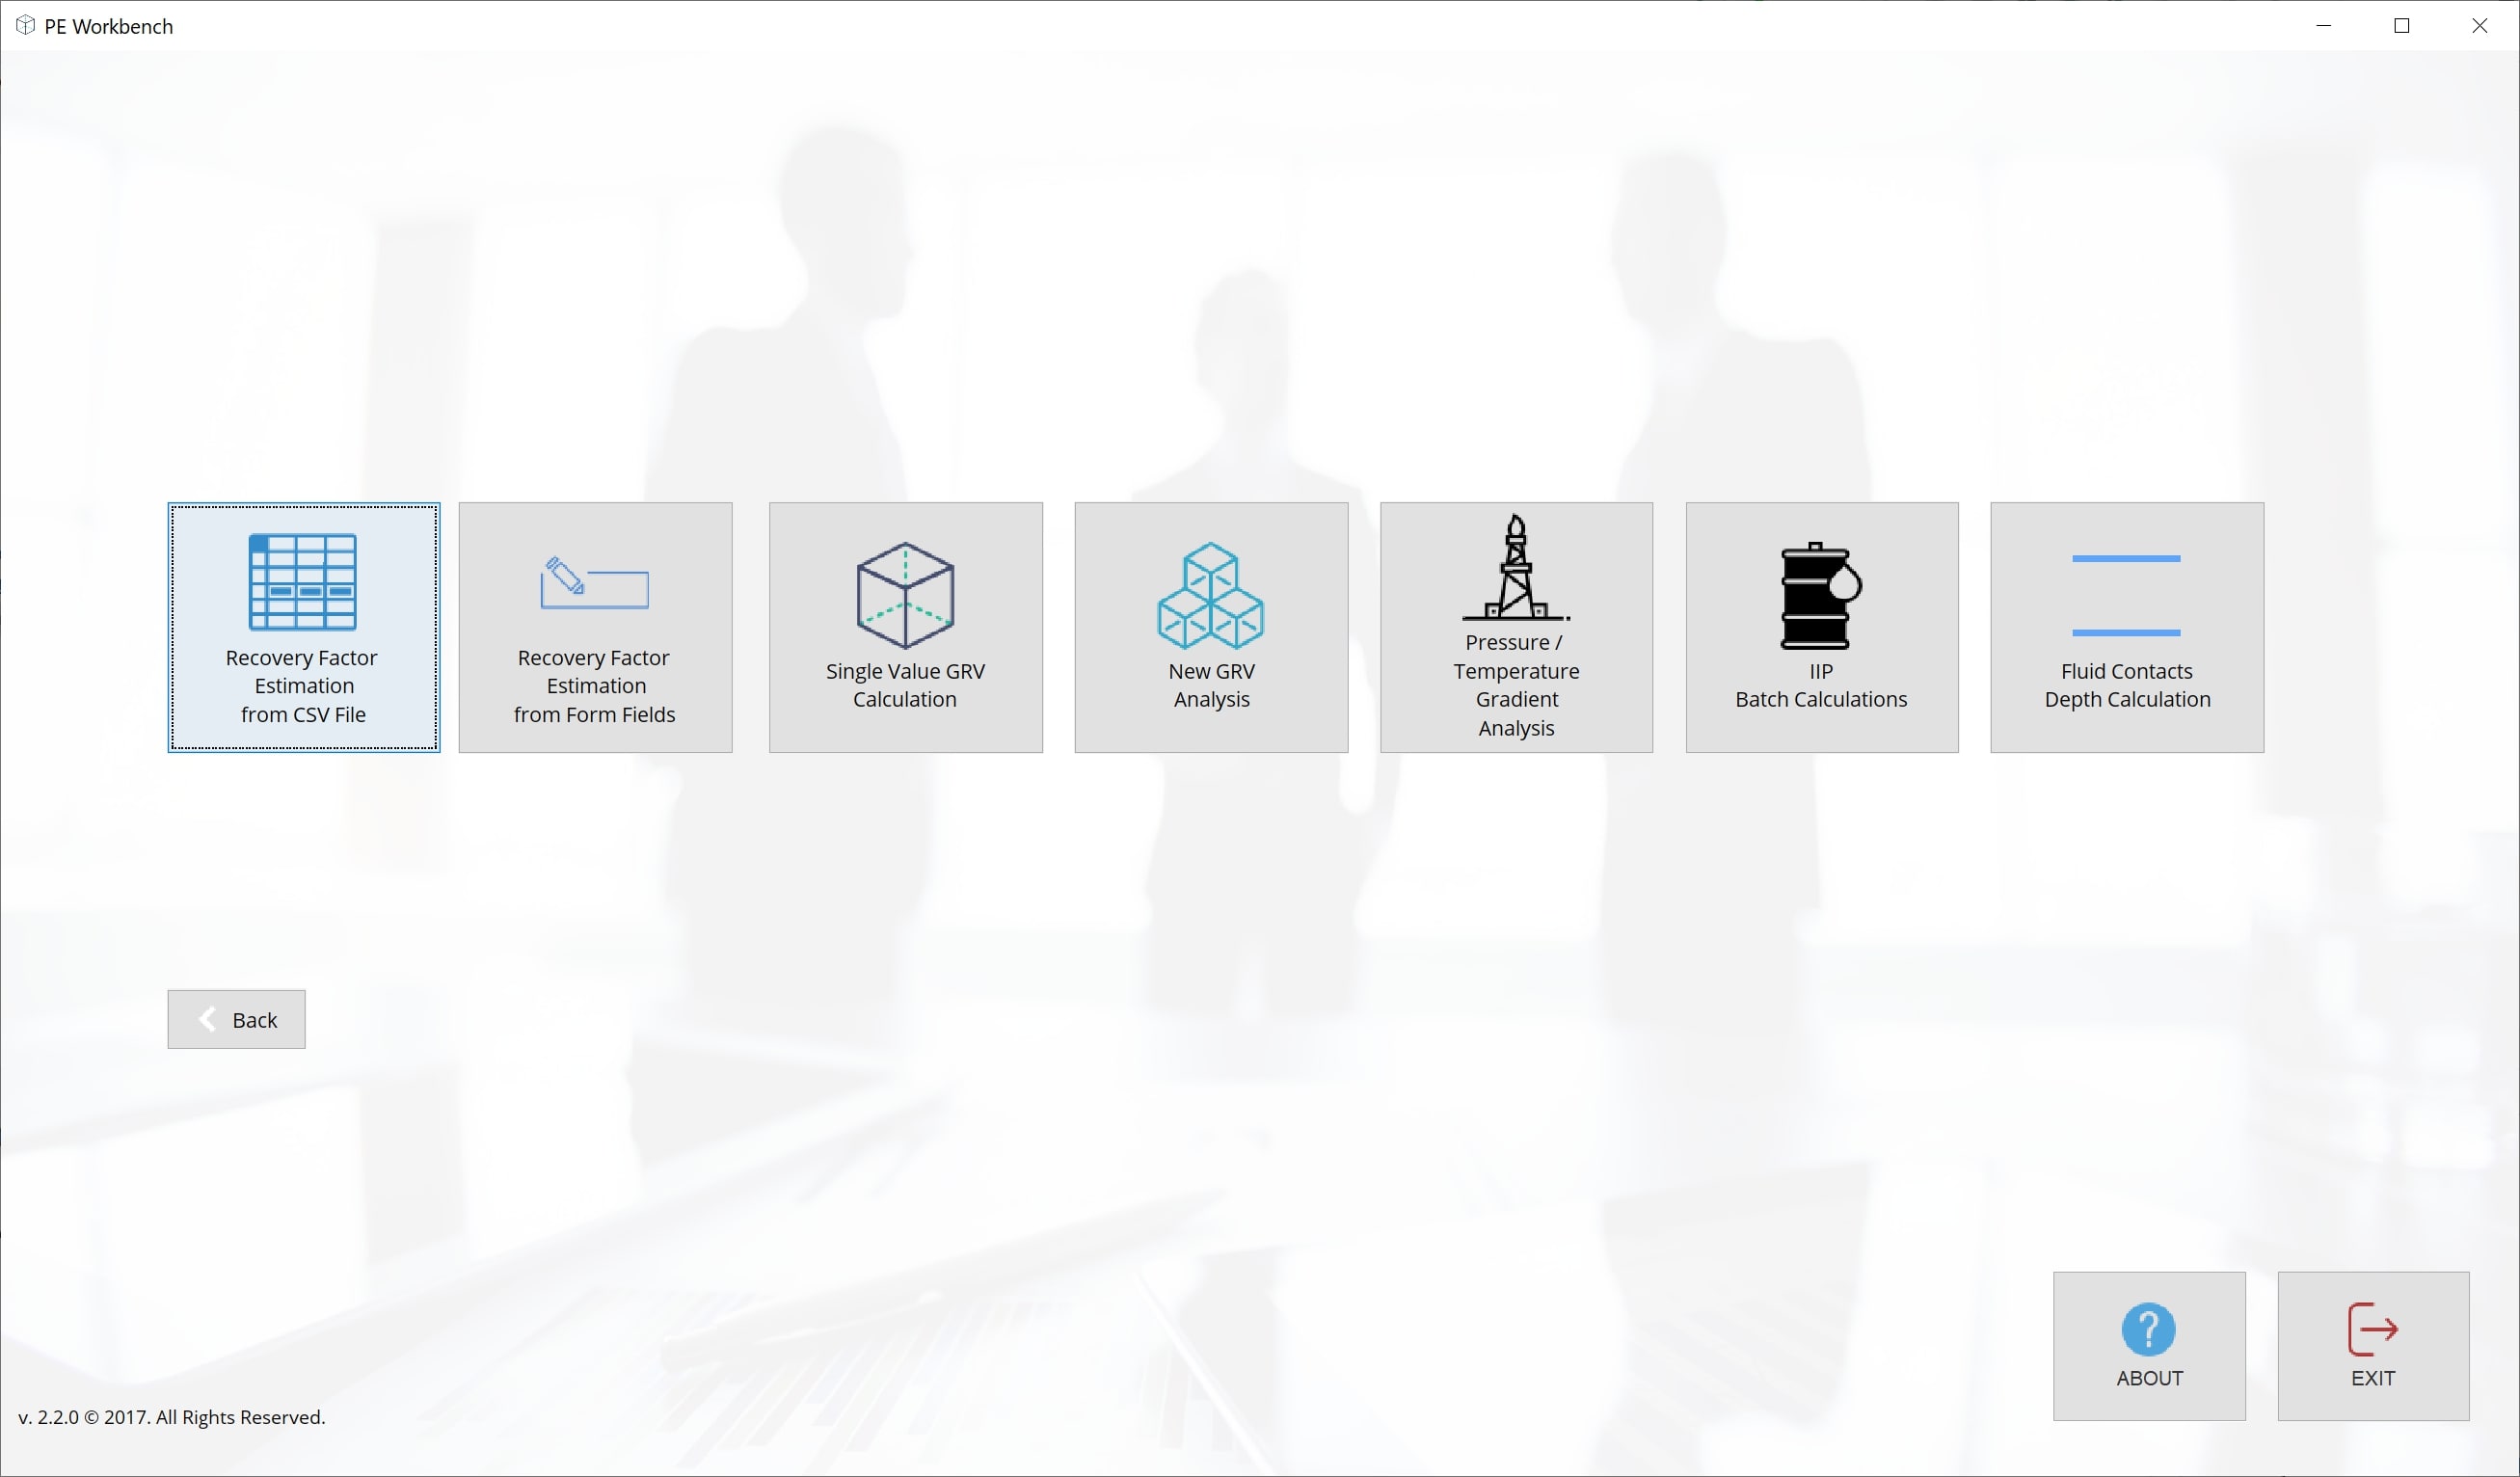 PE Workbench
Recovery Factor
Estimation
from CSV File
Recovery Factor
Estimation
from Form Fields
Single Value GRV
Calculation
New GRV
Analysis
Pressure /
Temperature
Gradient
Analysis
IIP
Batch Calculations
Fluid Contacts
Depth Calculation
Back
?
ABOUT
EXIT
v. 2.2.0 © 2017. All Rights Reserved.